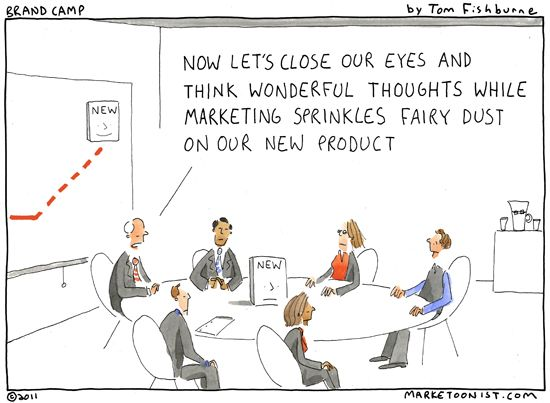 BRAND CAMP
by Tom Fishburne
NOW LET'S CLOSE OUR EYES AND
THINK WONDERFUL THOUGHTS WHILE
MARKETING SPRINKLES FAIRY DUST
ON OUR NEW PRODUCT
NEW
NEW
©2011
MARKETOONIST.COM